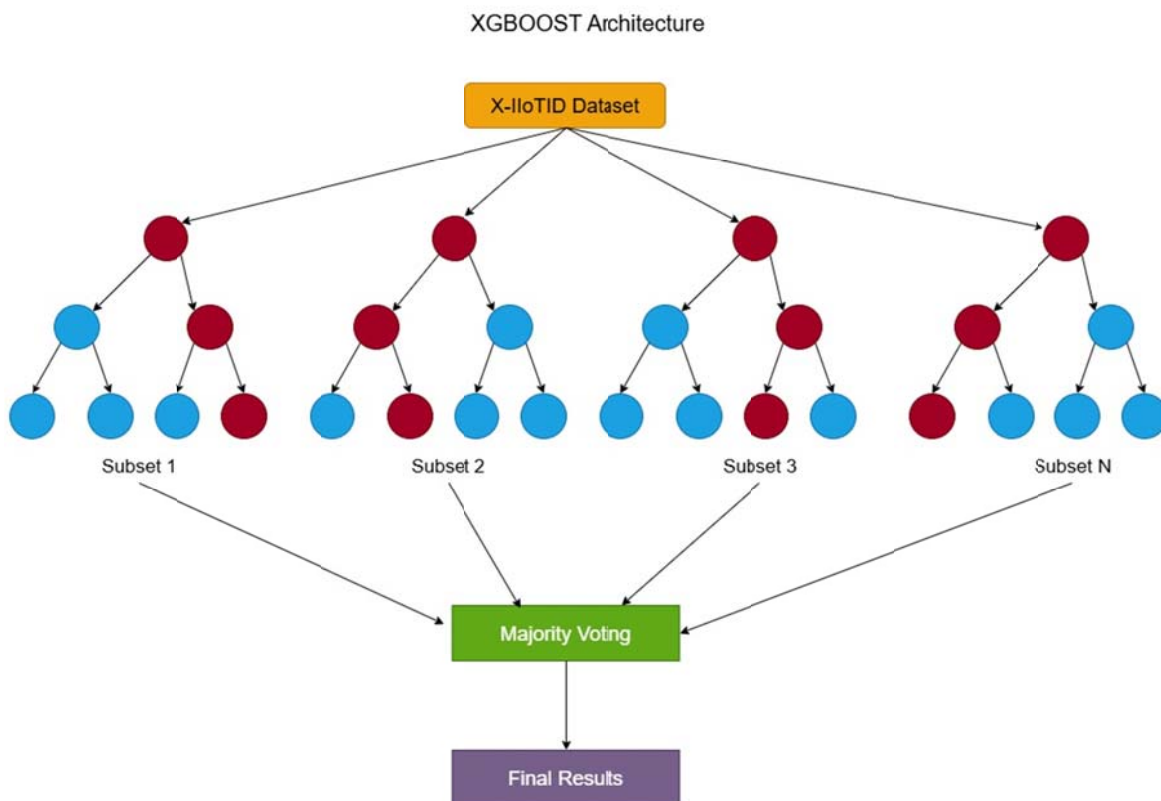 XGBOOST Architecture
X-IIoTID Dataset
Subset 1
Subset 2
Subset 3
Subset N
Majority Voting
Final Results